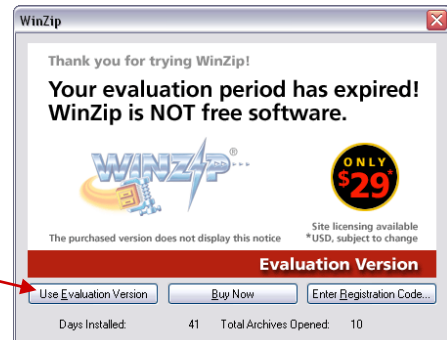 WinZip
Thank you for trying WinZip!
Your evaluation period has expired!
WinZip is NOT free software.
WINZIP®
ONLY
$29*
Site licensing available
The purchased version does not display this notice *USD, subject to change
Evaluation Version
Use Evaluation Version Buy Now Enter Registration Code...
Days Installed: 41 Total Archives Opened: 10